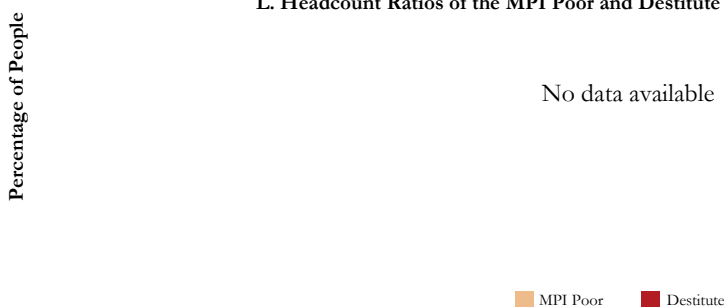 L. Headcount Ratios of the MPI Poor and Destitute
Percentage of People
No data available
MPI Poor
Destitute